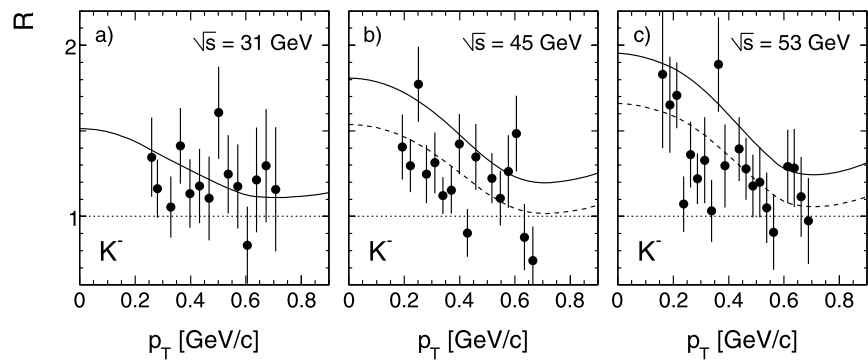 R
a) √s = 31 GeV
b) √s = 45 GeV
c) √s = 53 GeV
2
1
K⁻ K⁻ K⁻
0 0.2 0.4 0.6 0.8 0 0.2 0.4 0.6 0.8 0 0.2 0.4 0.6 0.8
p_T [GeV/c] p_T [GeV/c] p_T [GeV/c]